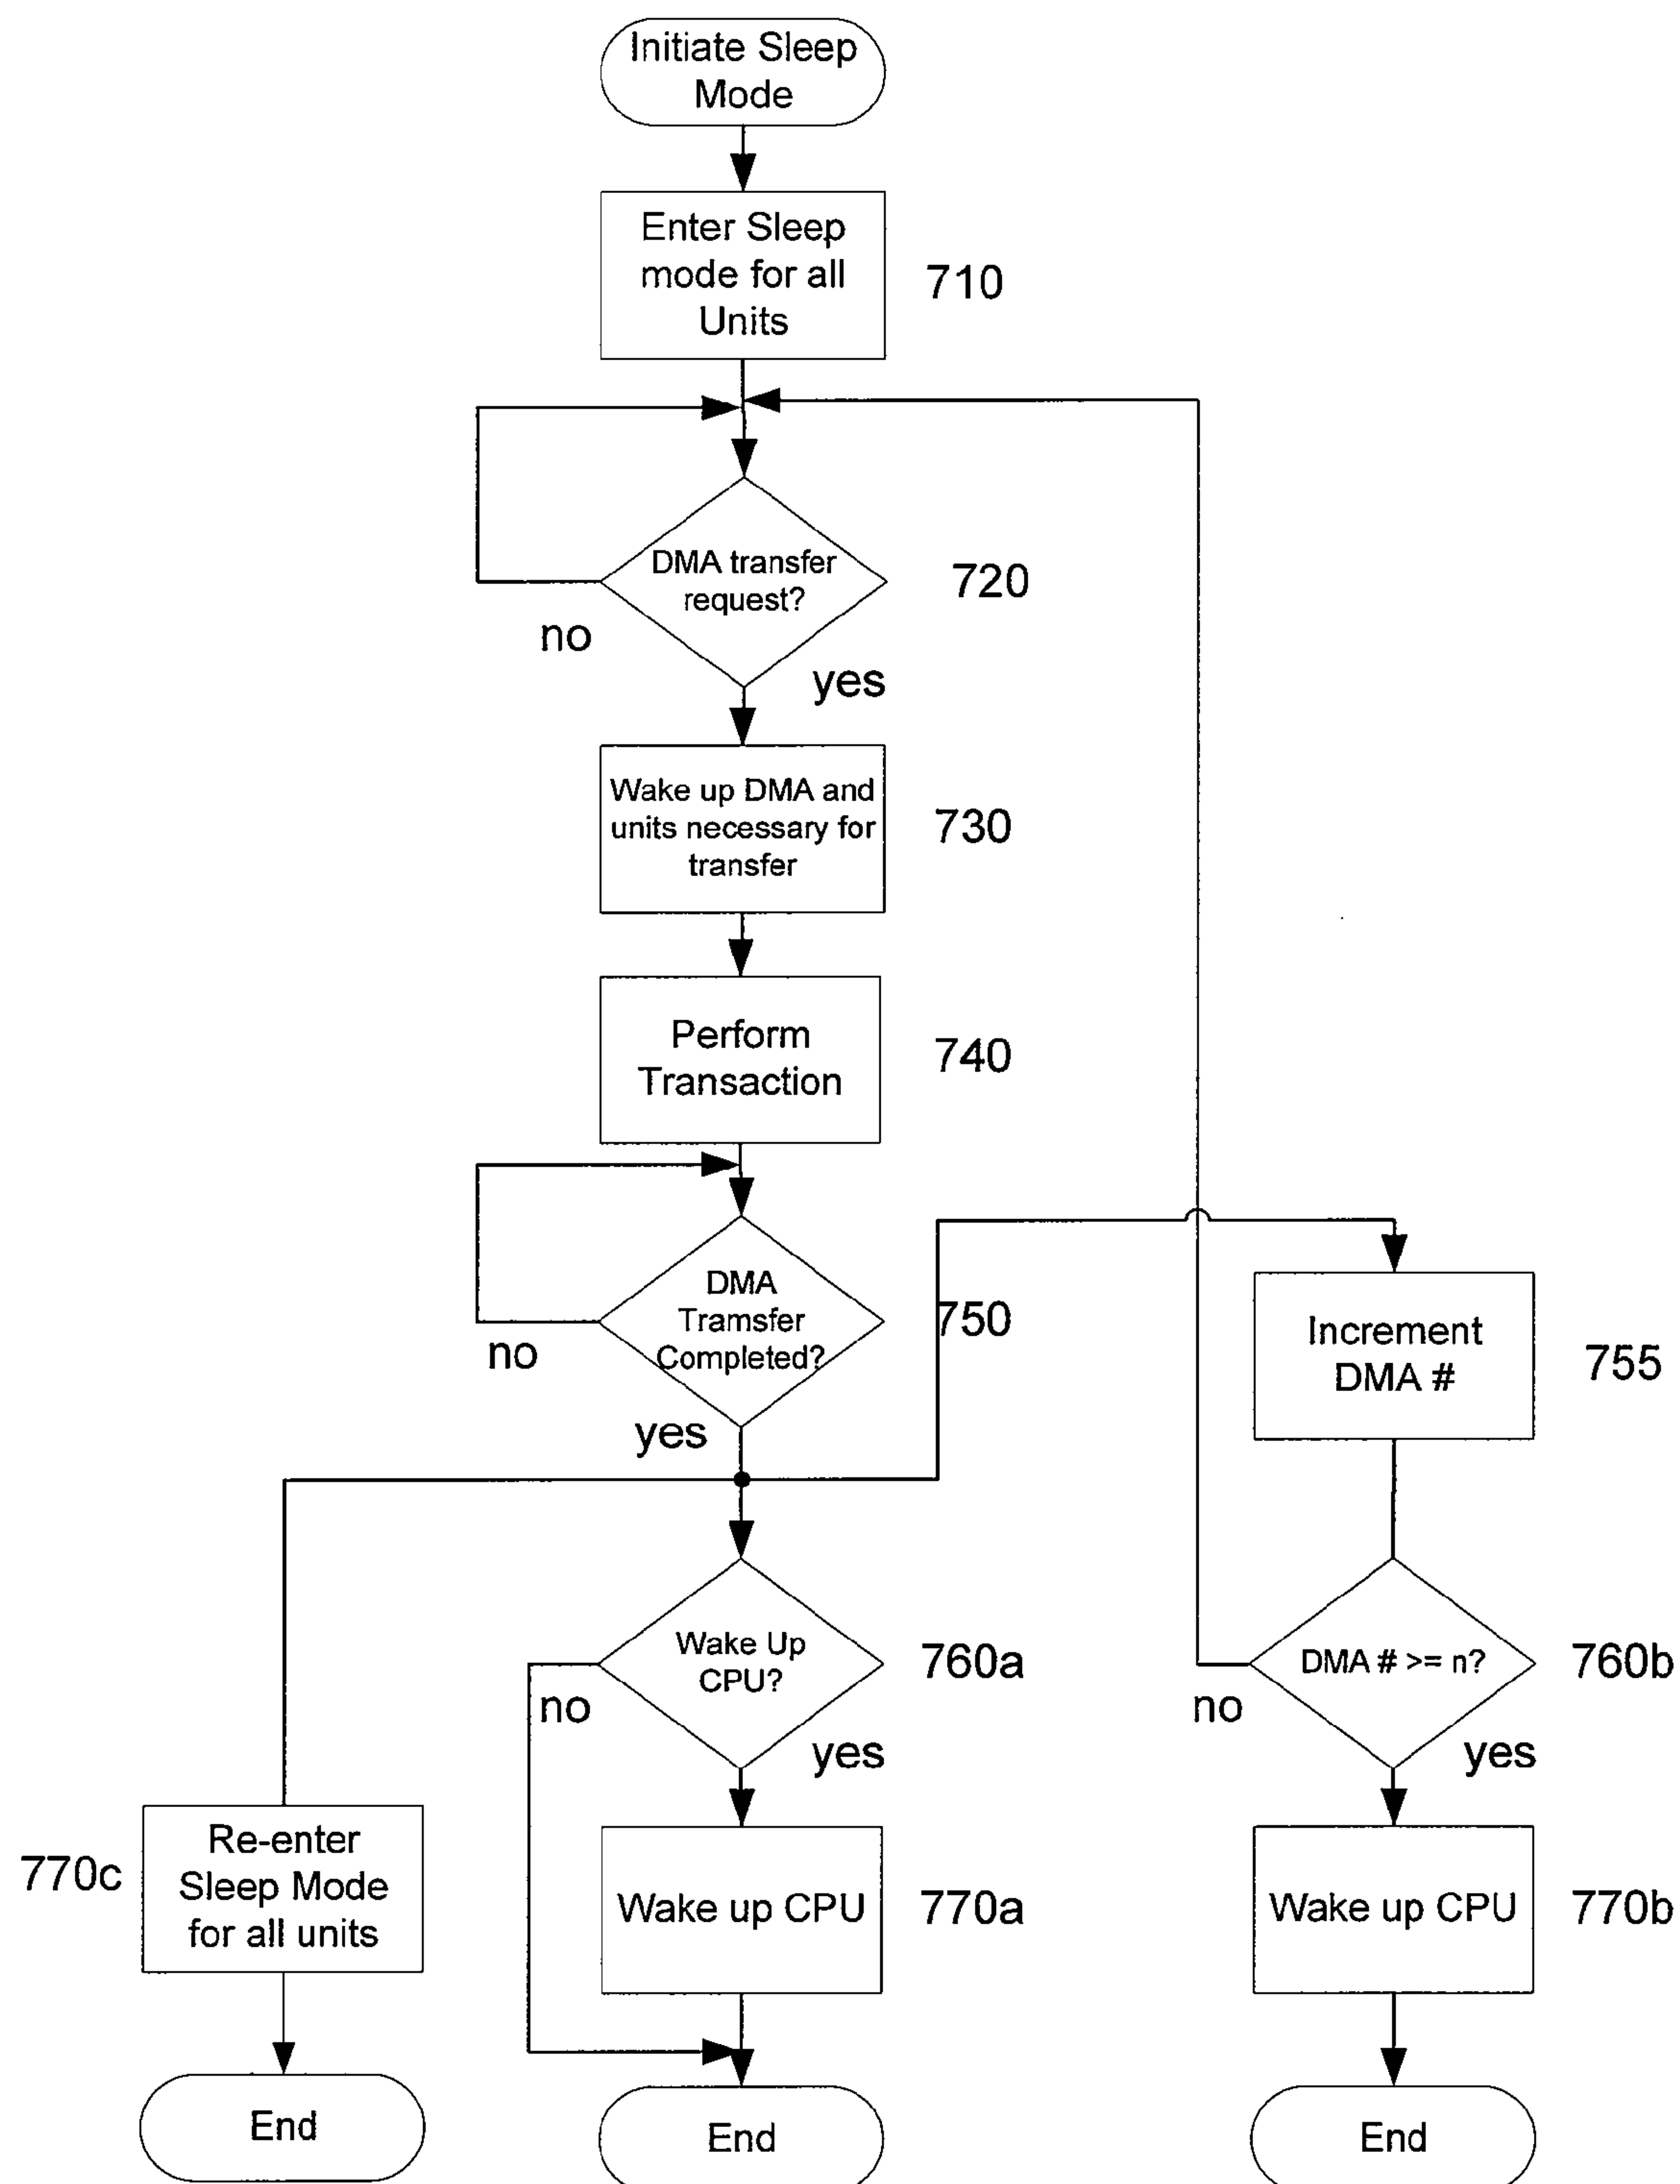 Initiate Sleep
Mode
Enter Sleep
mode for all
Units
710
DMA transfer
request?
720
no
yes
Wake up DMA and
units necessary for
transfer
730
Perform
Transaction
740
DMA
Tramsfer
Completed?
750
no
yes
Increment
DMA #
755
Wake Up
CPU?
760a
no
yes
DMA # >= n?
760b
no
yes
770c
Re-enter
Sleep Mode
for all units
Wake up CPU
770a
Wake up CPU
770b
End
End
End